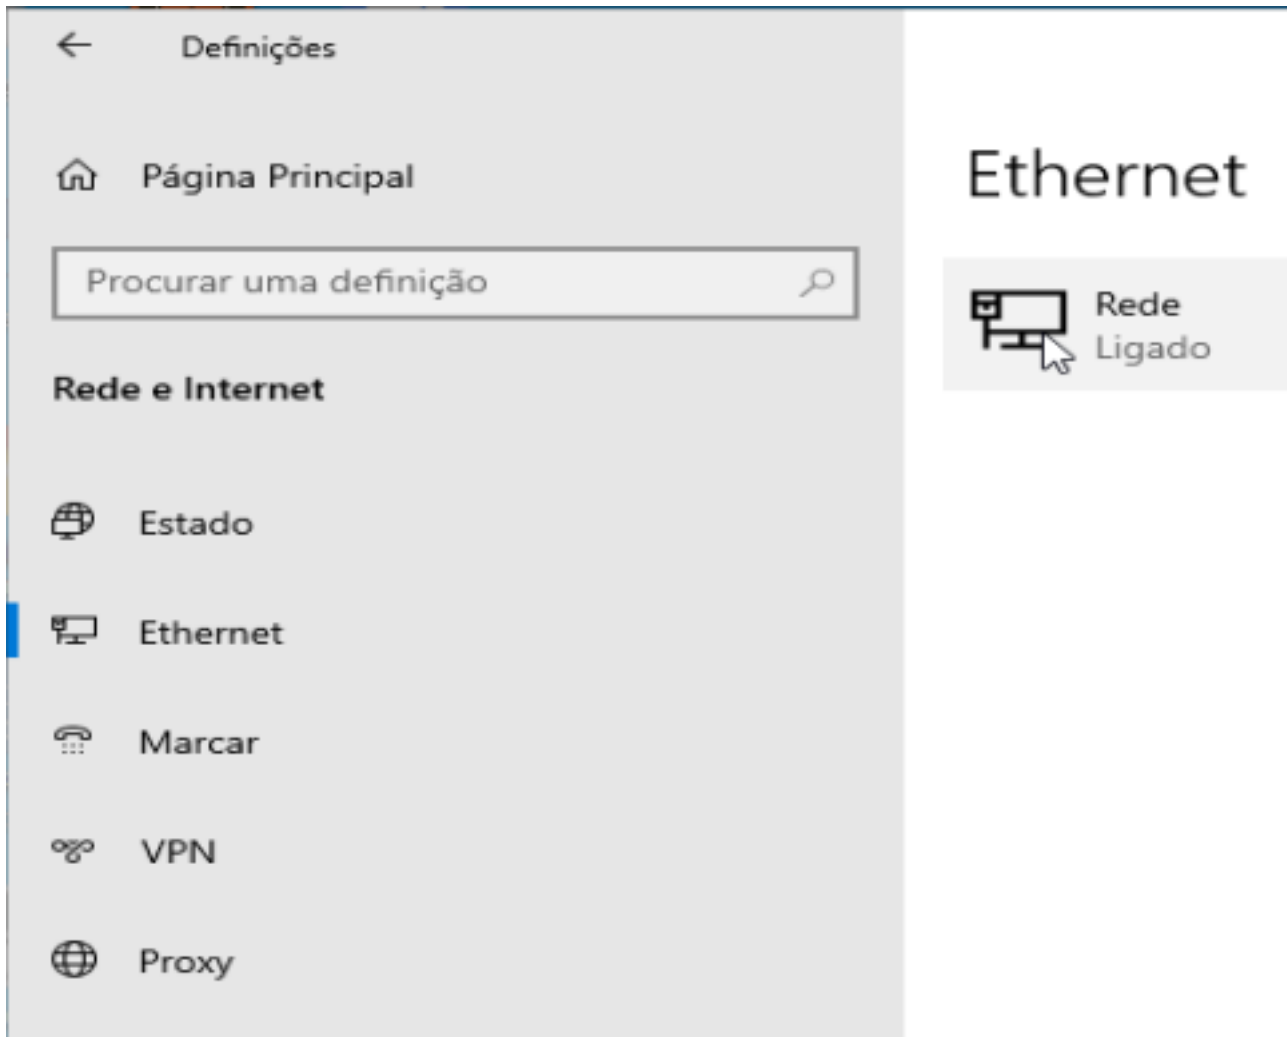 Definições
Página Principal
Procurar uma definição
Rede e Internet
Estado
Ethernet
Marcar
VPN
Proxy
Ethernet
Rede
Ligado